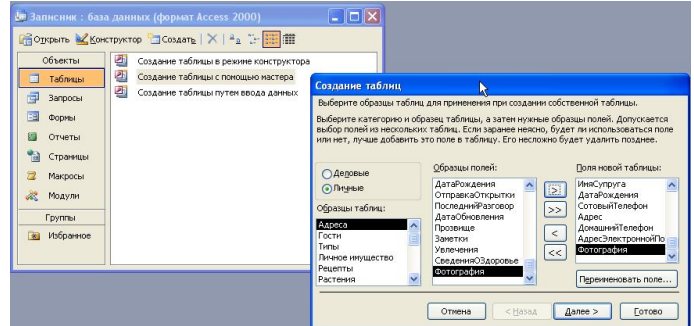 Записник : база данных (формат Access 2000)
Открыть Конструктор Создать
Объекты
Таблицы
Запросы
Формы
Отчеты
Страницы
Макросы
Модули
Группы
Избранное
Создание таблицы в режиме конструктора
Создание таблицы с помощью мастера
Создание таблицы путем ввода данных
Создание таблиц
Выберите образцы таблиц для применения при создании собственной таблицы.
Выберите категорию и образец таблицы, а затем нужные образцы полей. Допускается
выбор полей из нескольких таблиц. Если заранее неясно, будет ли использоваться поле
или нет, лучше добавить это поле в таблицу. Его несложно будет удалить позднее.
Деловые
Личные
Образцы таблиц:
Адреса
Гости
Типы
Личное имущество
Рецепты
Растения
Образцы полей:
ДатаРождения
ОтправкаОткрытки
ПоследнийРазговор
ДатаОбновления
Прозвище
Заметки
Увлечения
СведенияОЗдоровье
Фотография
>
>>
<
<<
Поля новой таблицы:
ИмяСупруга
ДатаРождения
СотовыйТелефон
Адрес
ДомашнийТелефон
АдресЭлектроннойПо
Фотография
Переименовать поле...
Отмена
< Назад
Далее >
Готово